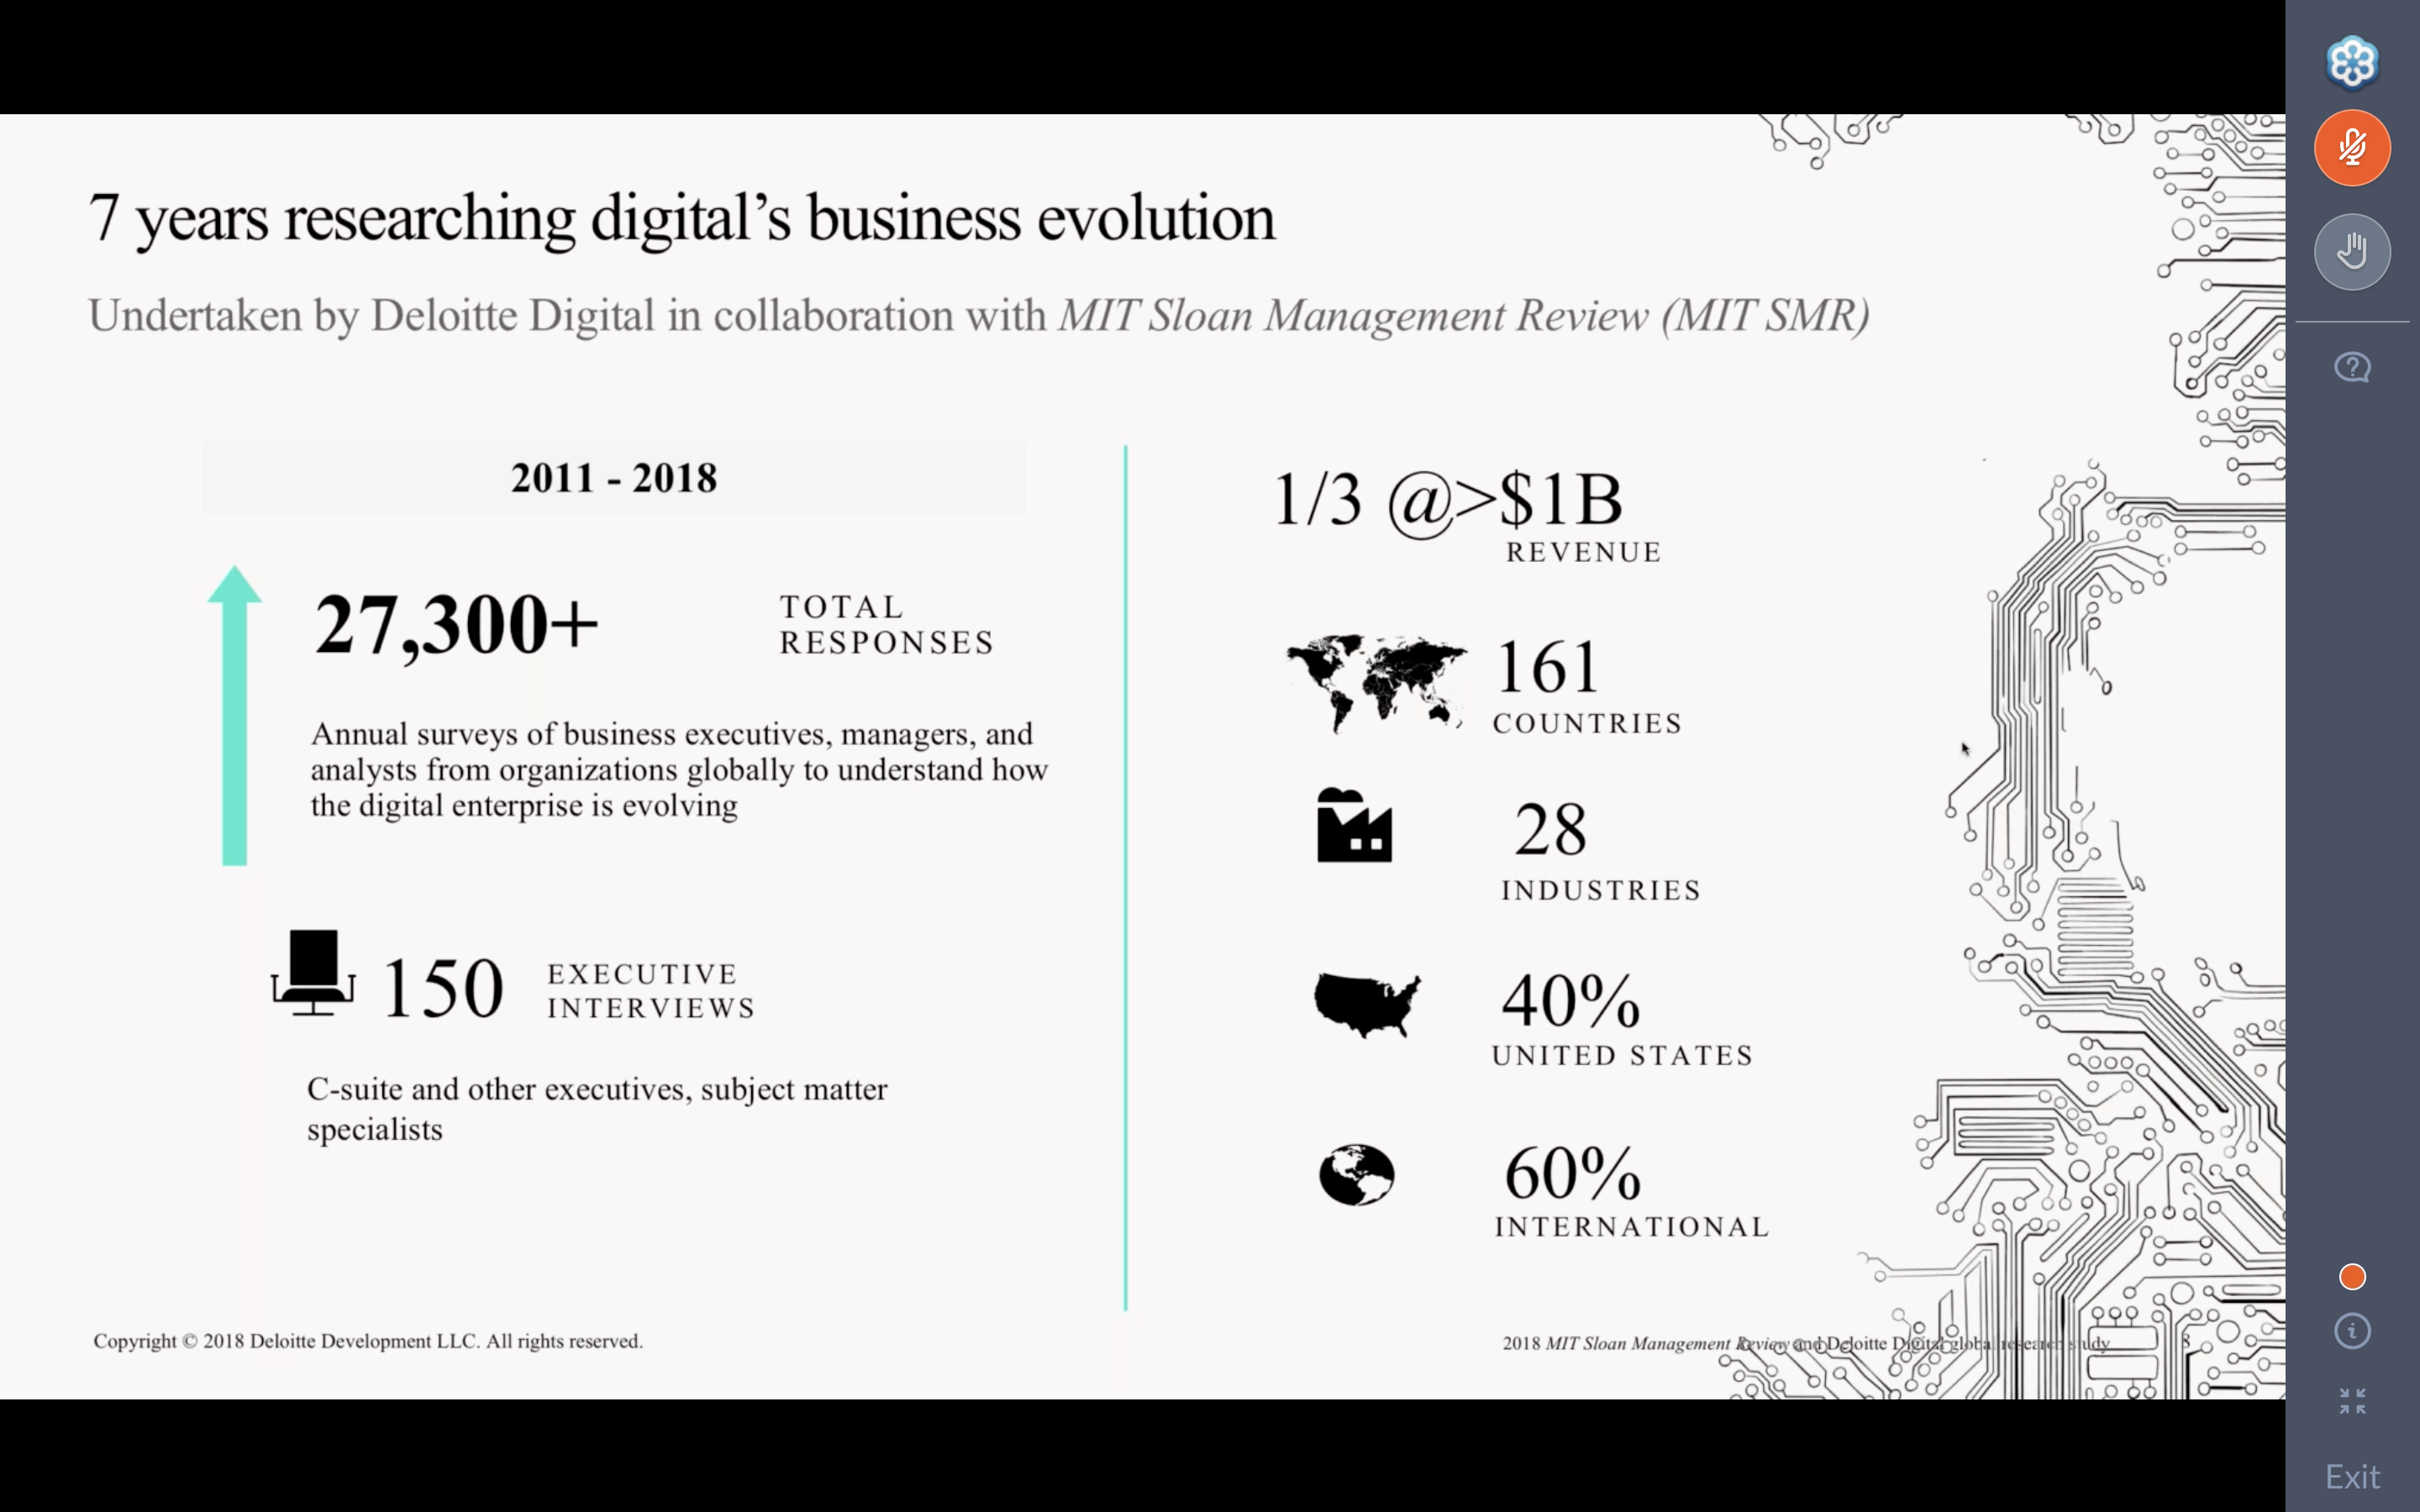 7 years researching digital’s business evolution
Undertaken by Deloitte Digital in collaboration with MIT Sloan Management Review (MIT SMR)
2011 - 2018
27,300+
TOTAL
RESPONSES
Annual surveys of business executives, managers, and
analysts from organizations globally to understand how
the digital enterprise is evolving
150
EXECUTIVE
INTERVIEWS
C-suite and other executives, subject matter
specialists
1/3 @>$1B
REVENUE
161
COUNTRIES
28
INDUSTRIES
40%
UNITED STATES
60%
INTERNATIONAL
Copyright © 2018 Deloitte Development LLC. All rights reserved.
2018 MIT Sloan Management Review and Deloitte Digital global research study
Exit